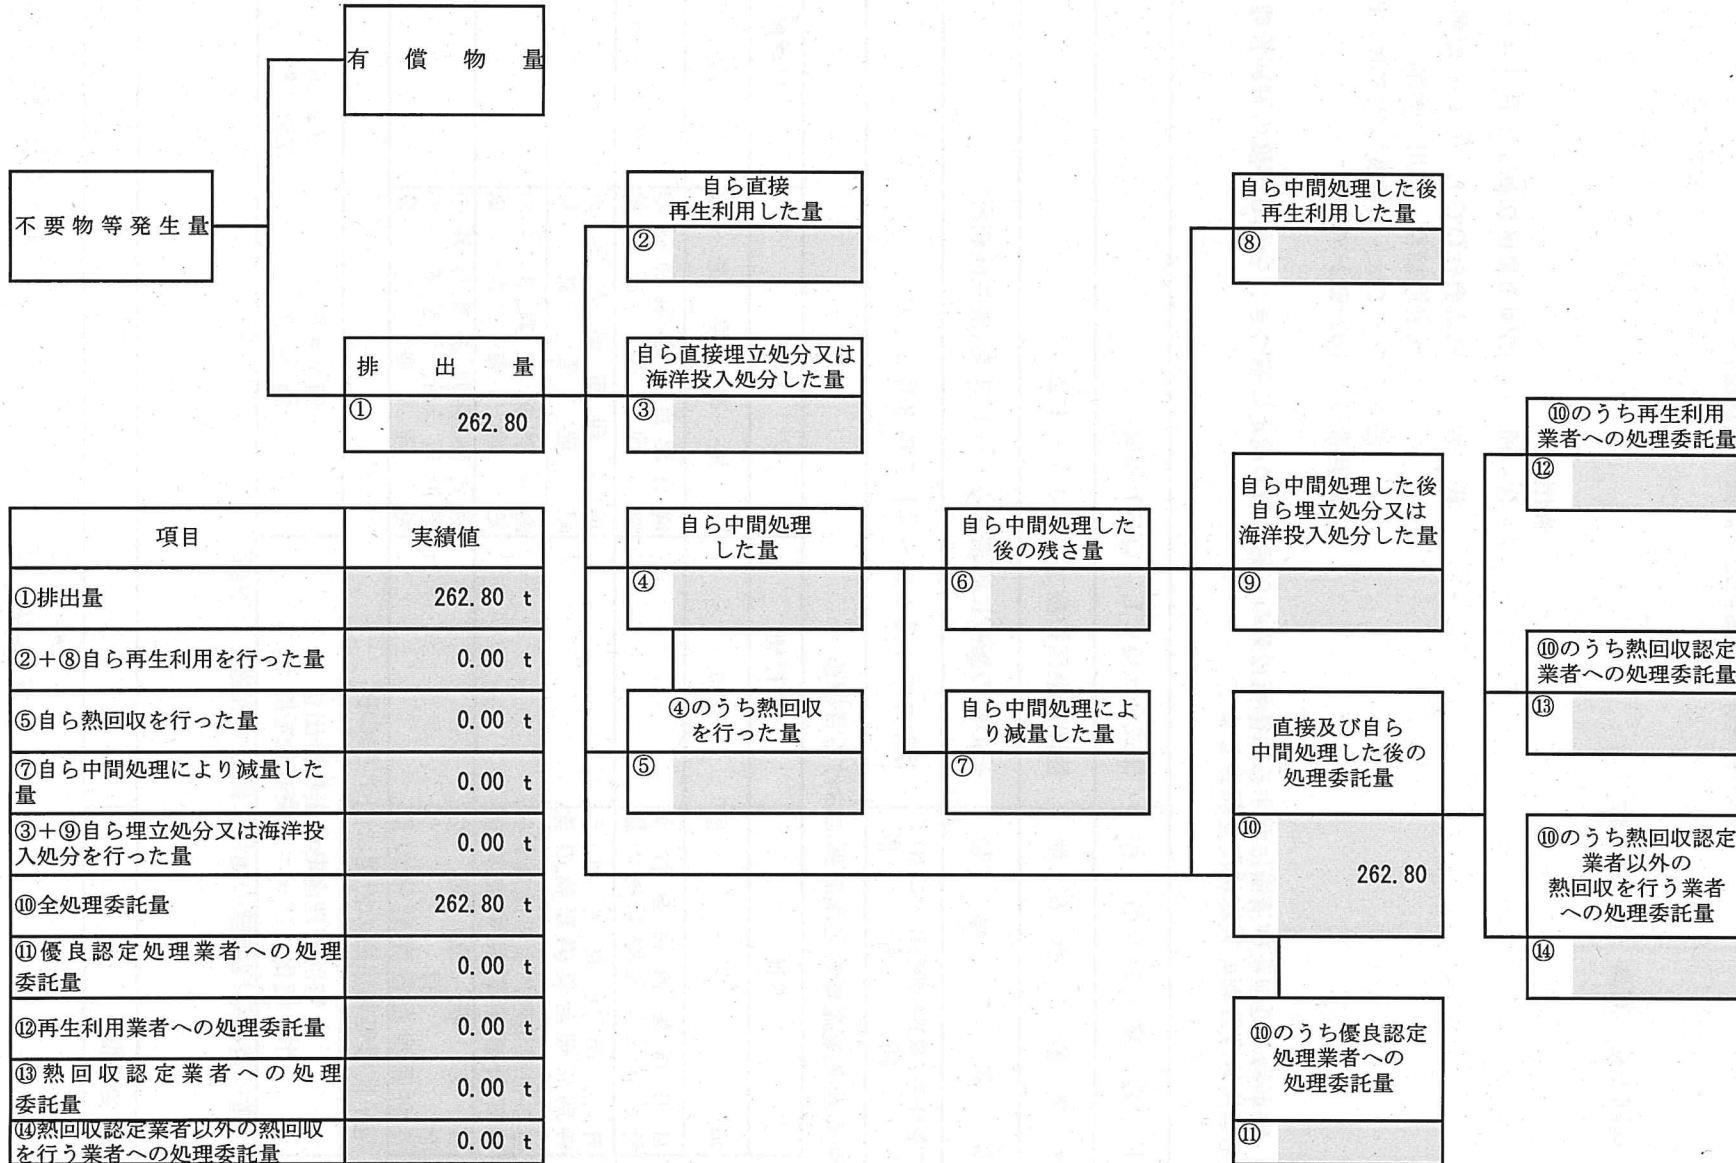 有償物量
不要物等発生量
排出量
① 262.80
自ら直接
再生利用した量
②
自ら直接埋立処分又は
海洋投入処分した量
③
自ら中間処理
した量
④
④のうち熱回収
を行った量
⑤
自ら中間処理した
後の残さ量
⑥
自ら中間処理によ
り減量した量
⑦
自ら中間処理した後
再生利用した量
⑧
自ら中間処理した後
自ら埋立処分又は
海洋投入処分した量
⑨
直接及び自ら
中間処理した後の
処理委託量
⑩
262.80
⑩のうち優良認定
処理業者への
処理委託量
⑪
⑩のうち再生利用
業者への処理委託量
⑫
⑩のうち熱回収認定
業者への処理委託量
⑬
⑩のうち熱回収認定
業者以外の
熱回収を行う業者
への処理委託量
⑭
項目 実績値
①排出量 262.80 t
②+⑧自ら再生利用を行った量 0.00 t
⑤自ら熱回収を行った量 0.00 t
⑦自ら中間処理により減量した
量 0.00 t
③+⑨自ら埋立処分又は海洋投
入処分を行った量 0.00 t
⑩全処理委託量 262.80 t
⑪優良認定処理業者への処理
委託量 0.00 t
⑫再生利用業者への処理委託量 0.00 t
⑬熱回収認定業者への処理
委託量 0.00 t
⑭熱回収認定業者以外の熱回収
を行う業者への処理委託量 0.00 t